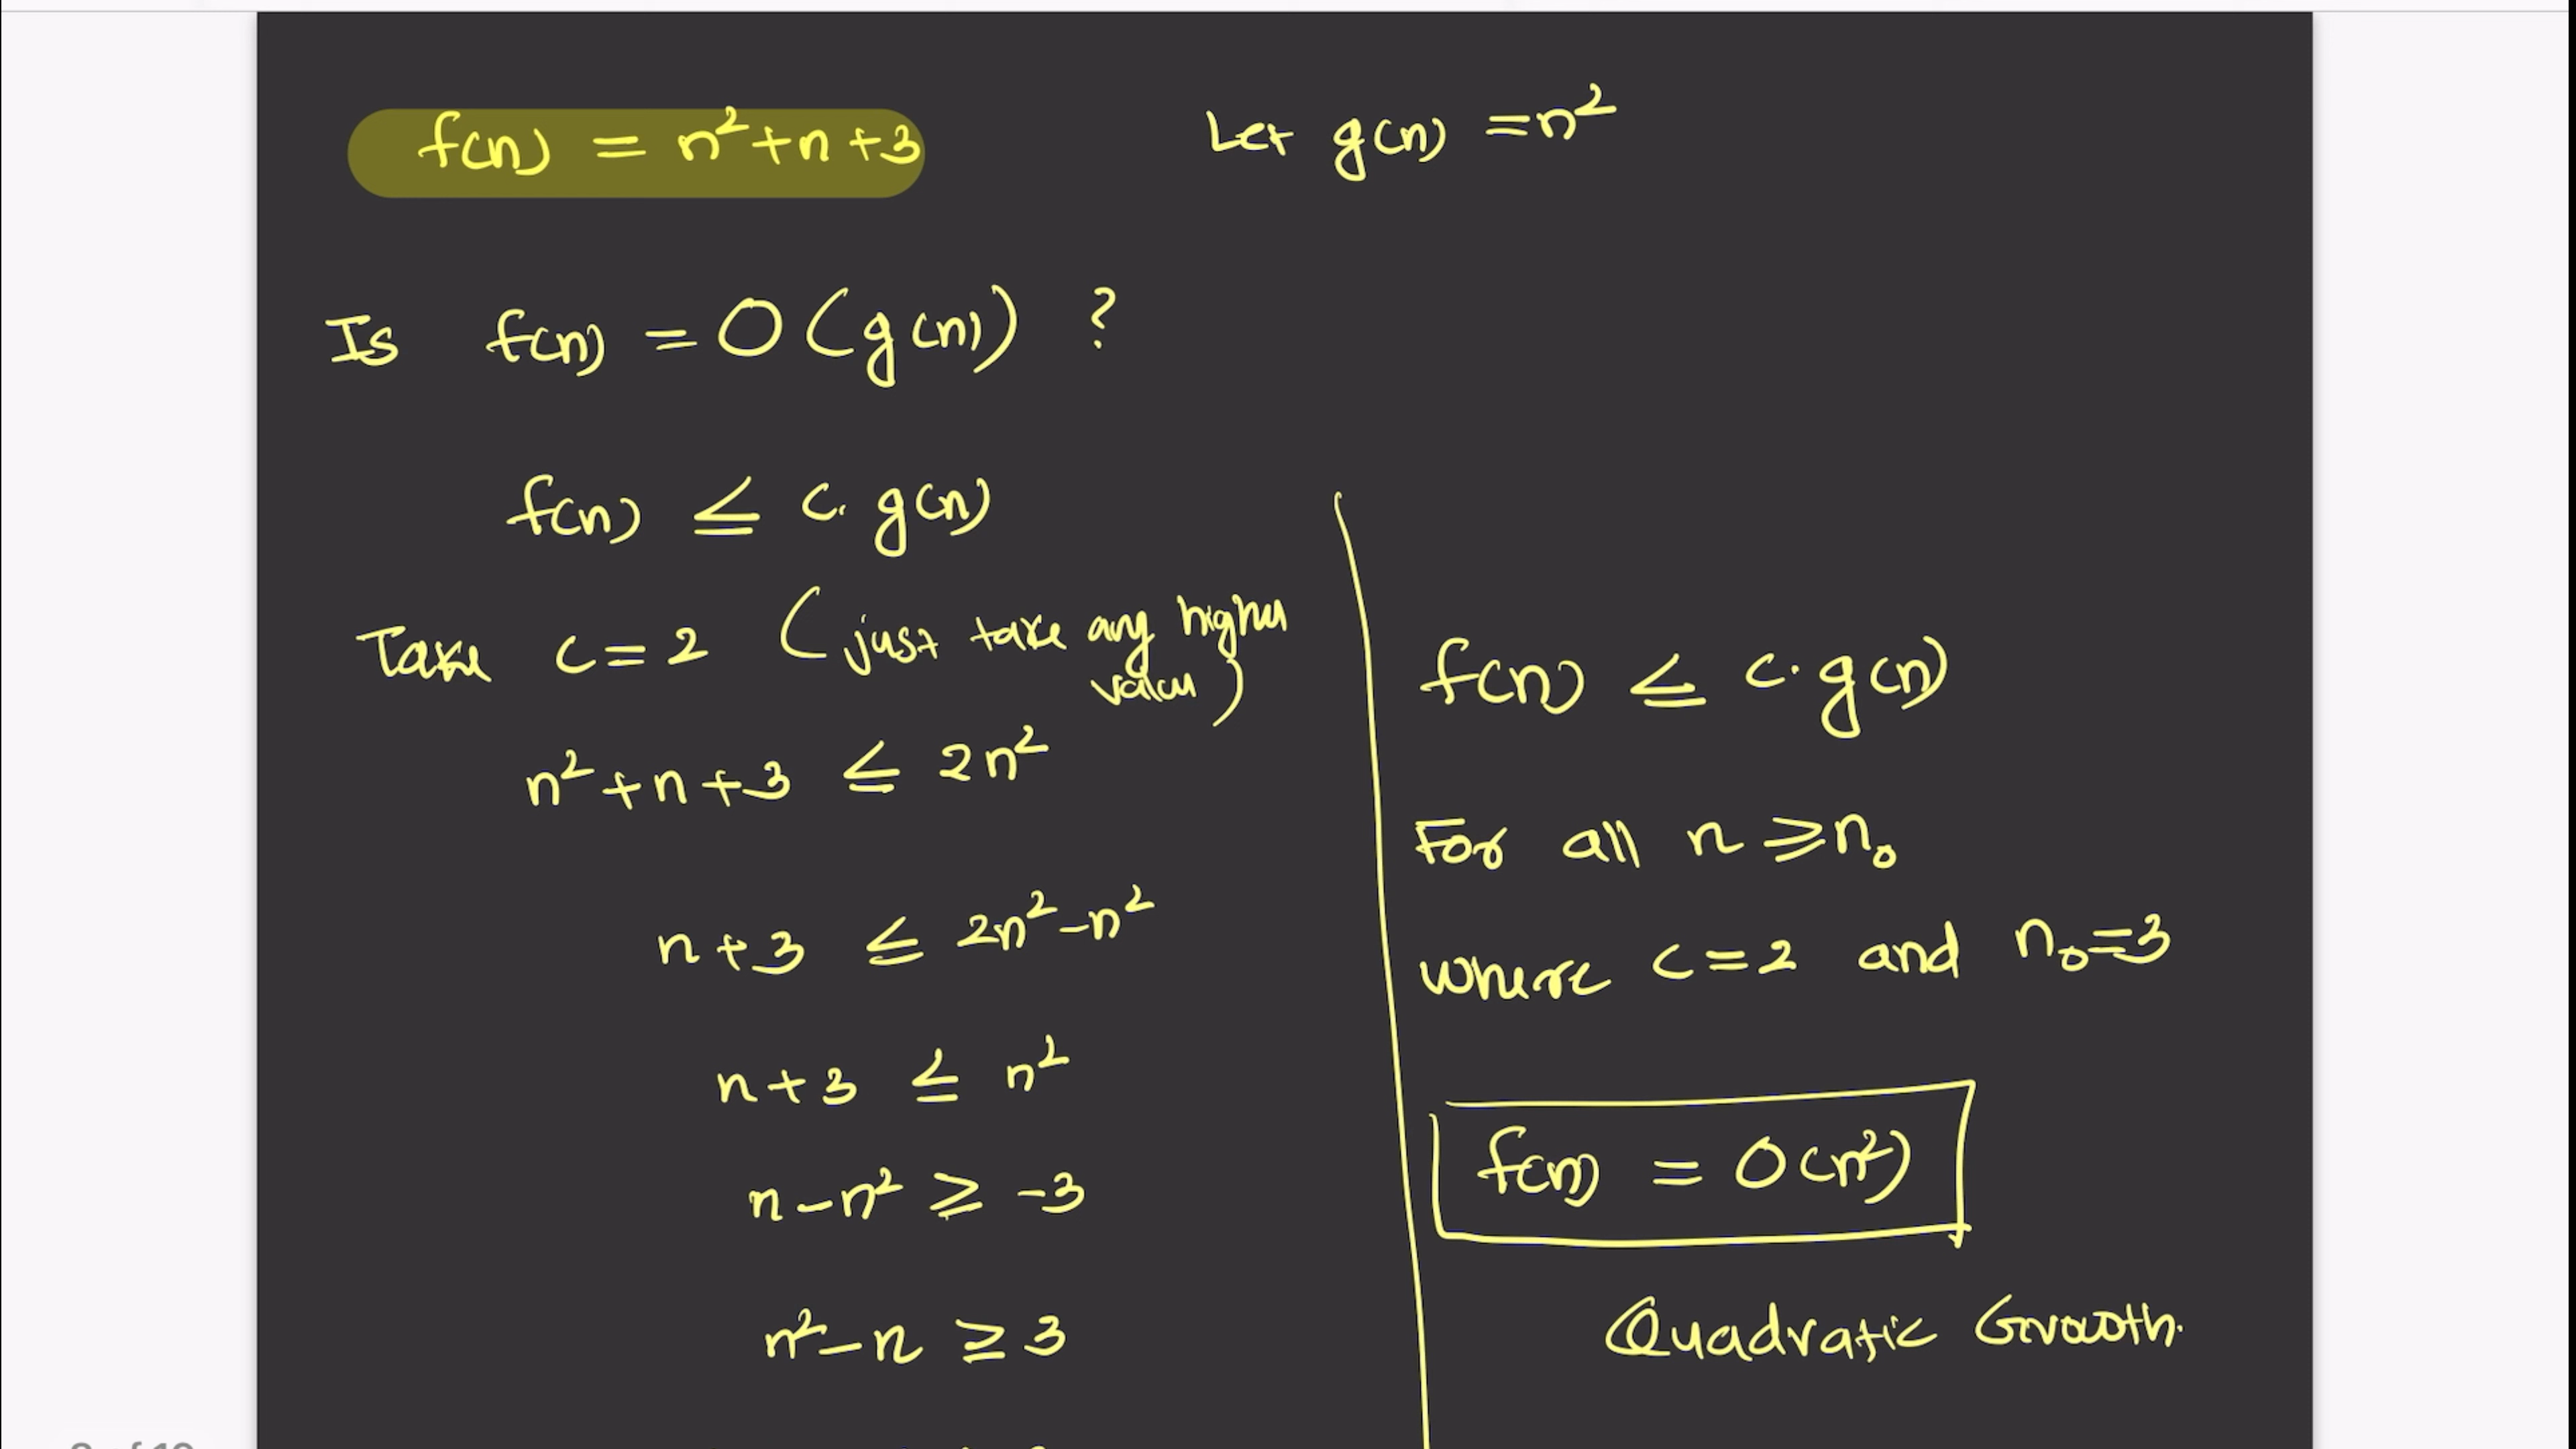 f(n) = n²+n+3
Let g(n) = n²
Is f(n) = O(g(n)) ?
f(n) ≤ c. g(n)
Take c=2 (just take any higher
value)
n²+n+3 ≤ 2n²
n+3 ≤ 2n²-n²
n+3 ≤ n²
n-n² ≥ -3
n²-n ≥ 3
f(n) ≤ c. g(n)
For all n ≥ n₀
where c=2 and n₀=3
f(n) = O(n²)
Quadratic Growth.